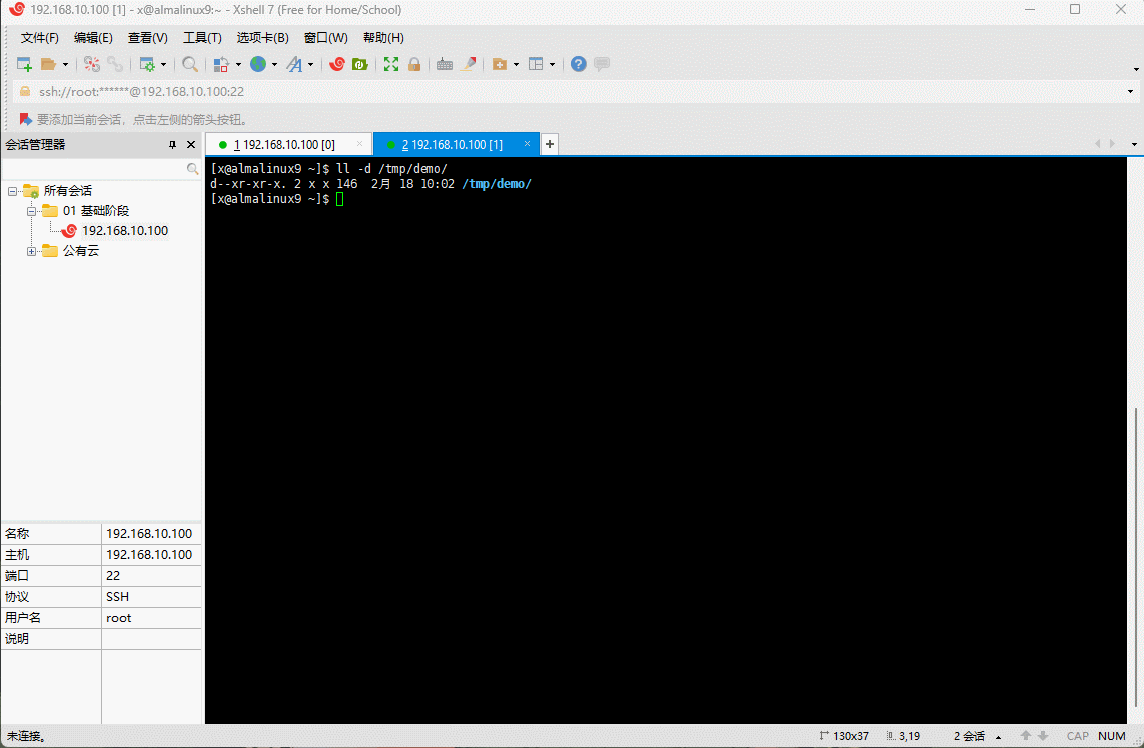 192.168.10.100 [1] - x@almalinux9:~ - Xshell 7 (Free for Home/School)
文件(F) 编辑(E) 查看(V) 工具(T) 选项卡(B) 窗口(W) 帮助(H)
ssh://root:******@192.168.10.100:22
要添加当前会话，点击左侧的箭头按钮。
会话管理器
1 192.168.10.100 [0]
2 192.168.10.100 [1]
[x@almalinux9 ~]$ ll -d /tmp/demo/
d--xr-xr-x. 2 x x 146  2月 18 10:02 /tmp/demo/
[x@almalinux9 ~]$
所有会话
01 基础阶段
192.168.10.100
公有云
名称 192.168.10.100
主机 192.168.10.100
端口 22
协议 SSH
用户名 root
说明
未连接。 130x37 3,19 2 会话 CAP NUM